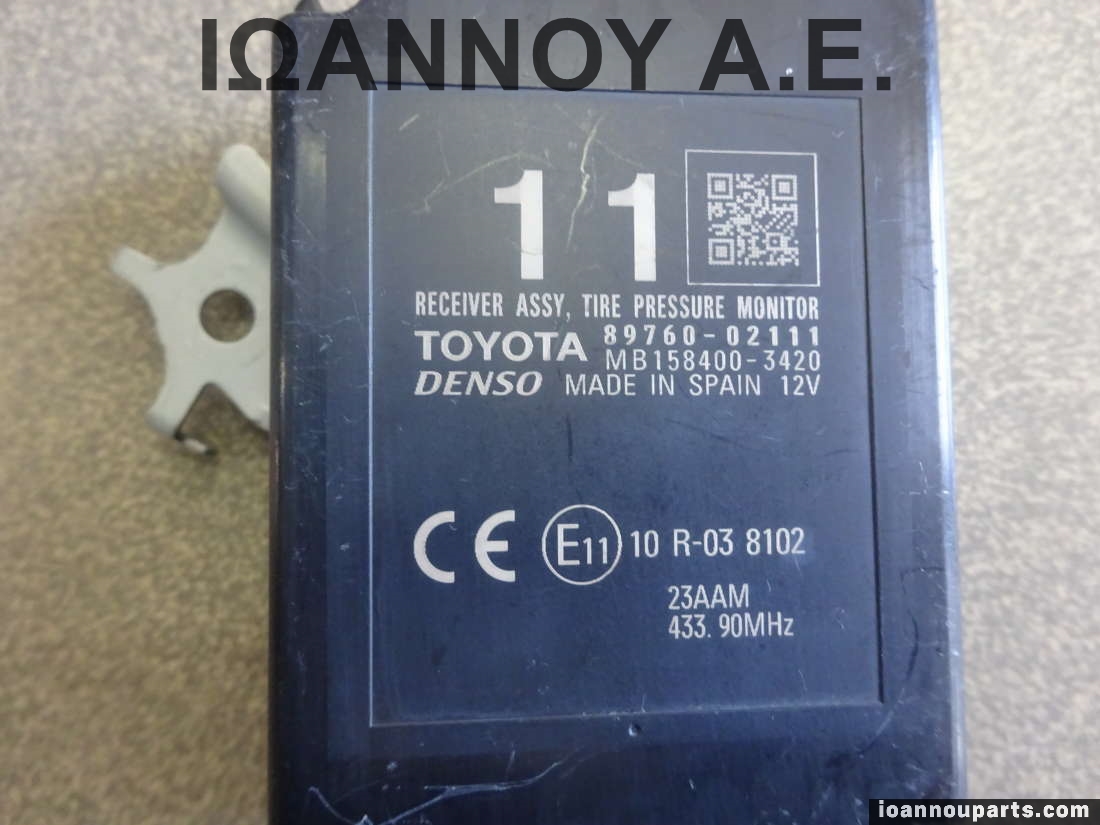 ΙΩΑΝΝΟΥ Α.Ε.
11
RECEIVER ASSY, TIRE PRESSURE MONITOR
TOYOTA 89760-02111
MB158400-3420
DENSO MADE IN SPAIN 12V
CE E11 10 R-03 8102
23AAM
433.90MHz
ioannouparts.com